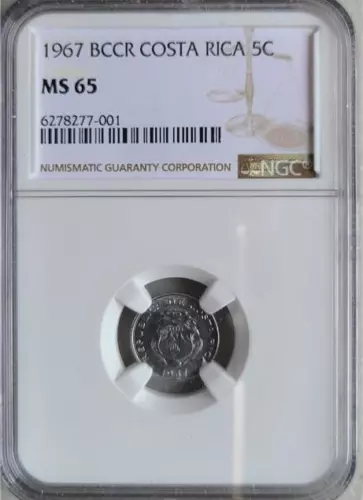 1967 BCCR COSTA RICA 5C
MS 65
6278277-001
NUMISMATIC GUARANTY CORPORATION
NGC